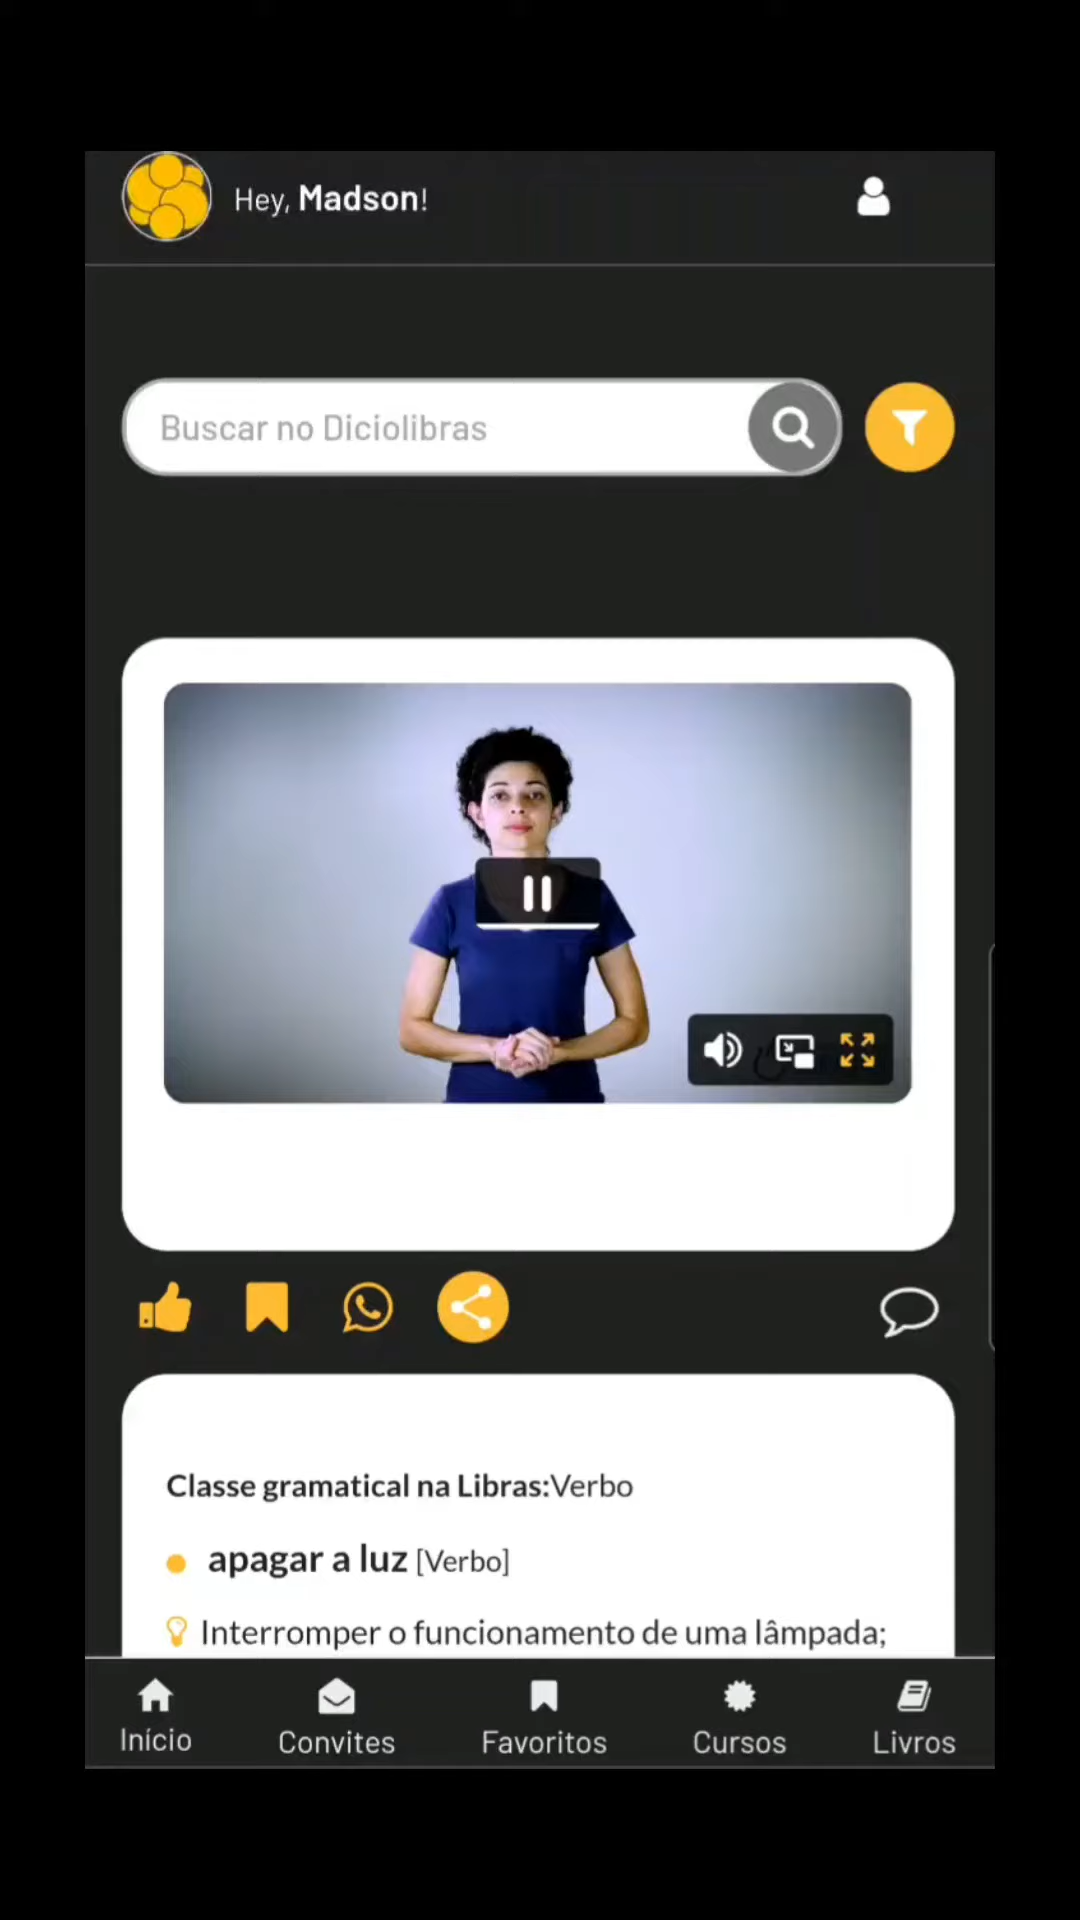 Hey, Madson!
Buscar no Diciolibras
Classe gramatical na Libras:Verbo
apagar a luz [Verbo]
Interromper o funcionamento de uma lâmpada;
Início
Convites
Favoritos
Cursos
Livros